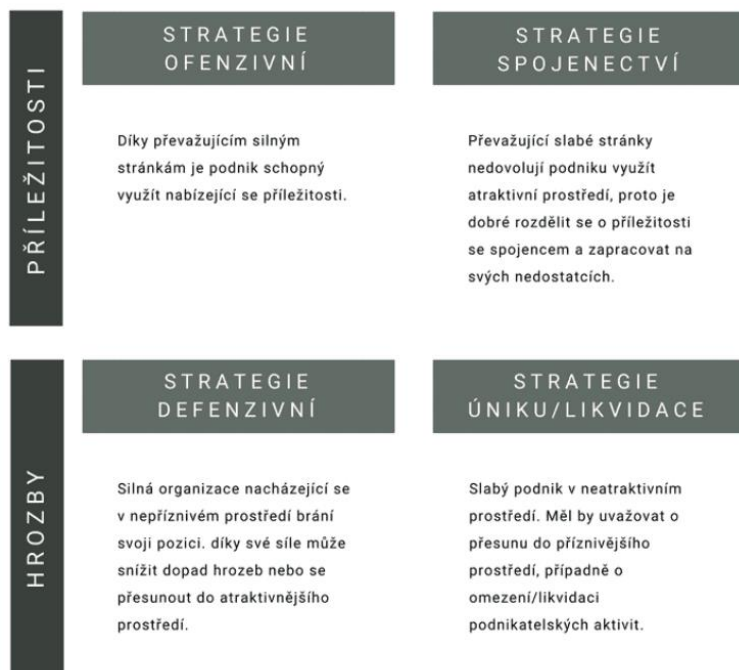 PŘÍLEŽITOSTI
STRATEGIE
OFENZIVNÍ
Díky převažujícím silným
stránkám je podnik schopný
využít nabízející se příležitosti.
STRATEGIE
SPOJENECTVÍ
Převažující slabé stránky
nedovolují podniku využít
atraktivní prostředí, proto je
dobré rozdělit se o příležitosti
se spojencem a zapracovat na
svých nedostatcích.
HROZBY
STRATEGIE
DEFENZIVNÍ
Silná organizace nacházející se
v nepříznivém prostředí brání
svoji pozici. díky své síle může
snížit dopad hrozeb nebo se
přesunout do atraktivnějšího
prostředí.
STRATEGIE
ÚNIKU/LIKVIDACE
Slabý podnik v neatraktivním
prostředí. Měl by uvažovat o
přesunu do příznivějšího
prostředí, případně o
omezení/likvidaci
podnikatelských aktivit.